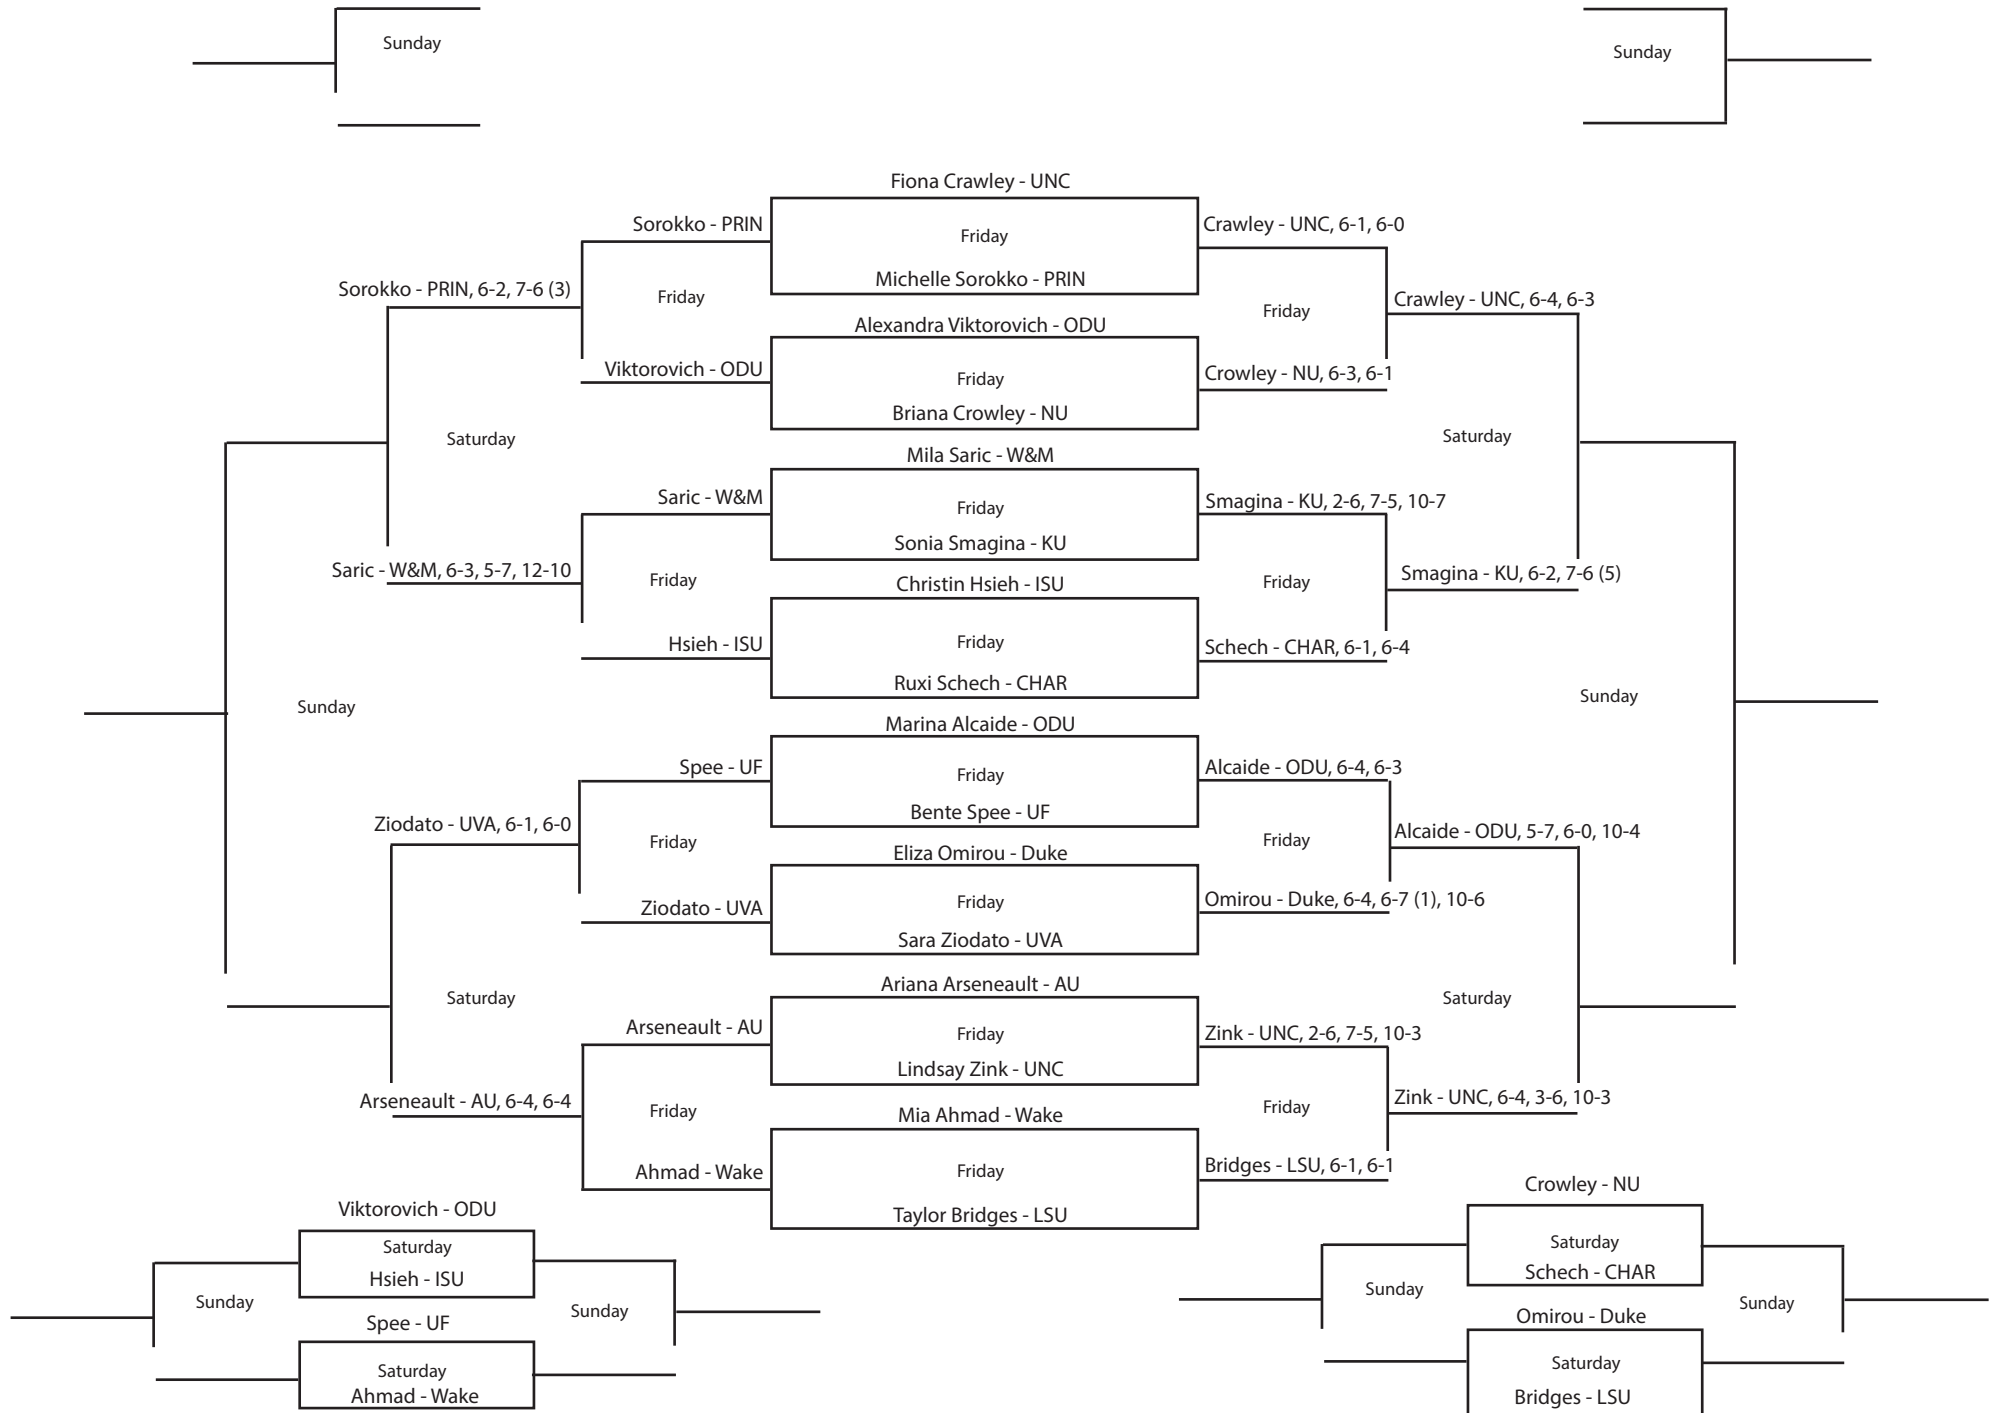 Sunday
Sunday
Fiona Crawley - UNC
Sorokko - PRIN
Friday
Crawley - UNC, 6-1, 6-0
Michelle Sorokko - PRIN
Sorokko - PRIN, 6-2, 7-6 (3)
Friday
Friday
Crawley - UNC, 6-4, 6-3
Alexandra Viktorovich - ODU
Viktorovich - ODU
Friday
Crowley - NU, 6-3, 6-1
Briana Crowley - NU
Saturday
Saturday
Mila Saric - W&M
Saric - W&M
Friday
Smagina - KU, 2-6, 7-5, 10-7
Sonia Smagina - KU
Saric - W&M, 6-3, 5-7, 12-10
Friday
Friday
Smagina - KU, 6-2, 7-6 (5)
Christin Hsieh - ISU
Hsieh - ISU
Friday
Schech - CHAR, 6-1, 6-4
Ruxi Schech - CHAR
Sunday
Sunday
Marina Alcaide - ODU
Spee - UF
Friday
Alcaide - ODU, 6-4, 6-3
Bente Spee - UF
Ziodato - UVA, 6-1, 6-0
Friday
Friday
Alcaide - ODU, 5-7, 6-0, 10-4
Eliza Omirou - Duke
Ziodato - UVA
Friday
Omirou - Duke, 6-4, 6-7 (1), 10-6
Sara Ziodato - UVA
Saturday
Saturday
Ariana Arseneault - AU
Arseneault - AU
Friday
Zink - UNC, 2-6, 7-5, 10-3
Lindsay Zink - UNC
Arseneault - AU, 6-4, 6-4
Friday
Friday
Zink - UNC, 6-4, 3-6, 10-3
Mia Ahmad - Wake
Ahmad - Wake
Friday
Bridges - LSU, 6-1, 6-1
Taylor Bridges - LSU
Viktorovich - ODU
Saturday
Hsieh - ISU
Sunday
Sunday
Spee - UF
Saturday
Ahmad - Wake
Crowley - NU
Saturday
Schech - CHAR
Sunday
Sunday
Omirou - Duke
Saturday
Bridges - LSU